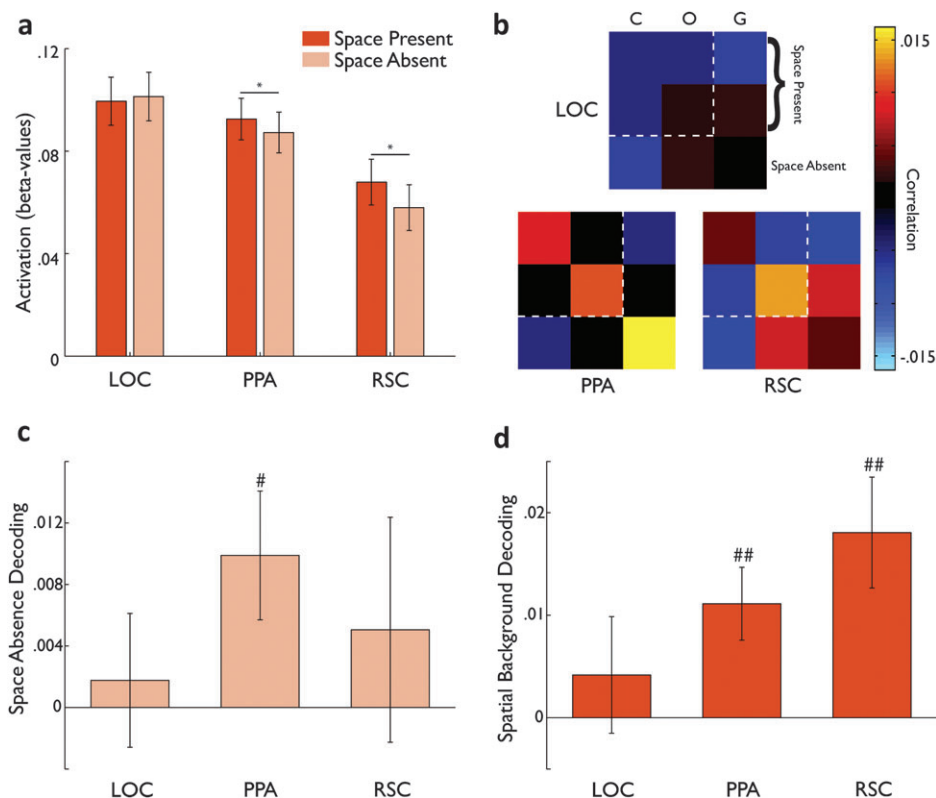 a
Space Present
Space Absent
.12
.08
.04
0
Activation (beta-values)
*
*
LOC
PPA
RSC
b
C O G
LOC
Space Present
Space Absent
PPA
RSC
.015
Correlation
-.015
c
Space Absence Decoding
.012
.008
.004
0
#
LOC
PPA
RSC
d
Spatial Background Decoding
.02
.01
0
##
##
LOC
PPA
RSC